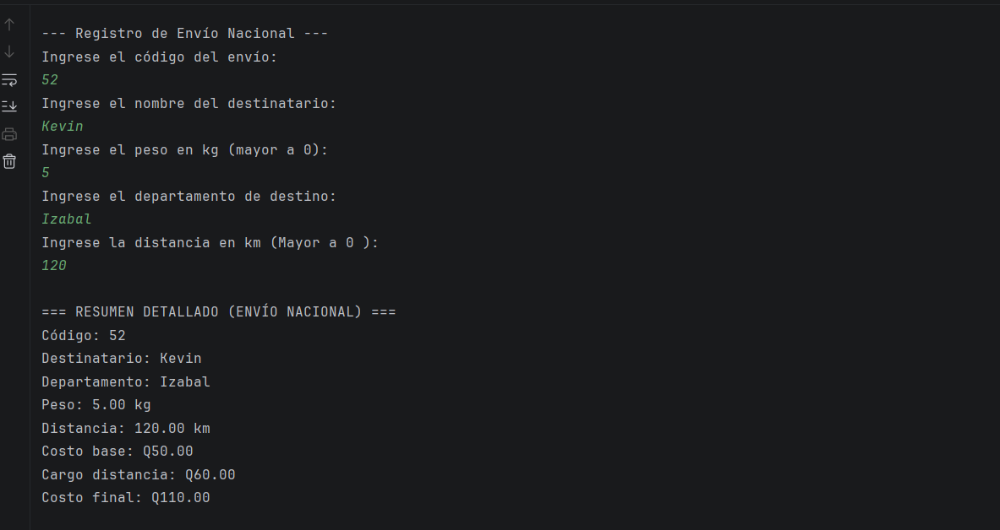 --- Registro de Envío Nacional ---
Ingrese el código del envío:
52
Ingrese el nombre del destinatario:
Kevin
Ingrese el peso en kg (mayor a 0):
5
Ingrese el departamento de destino:
Izabal
Ingrese la distancia en km (Mayor a 0 ):
120
=== RESUMEN DETALLADO (ENVÍO NACIONAL) ===
Código: 52
Destinatario: Kevin
Departamento: Izabal
Peso: 5.00 kg
Distancia: 120.00 km
Costo base: Q50.00
Cargo distancia: Q60.00
Costo final: Q110.00